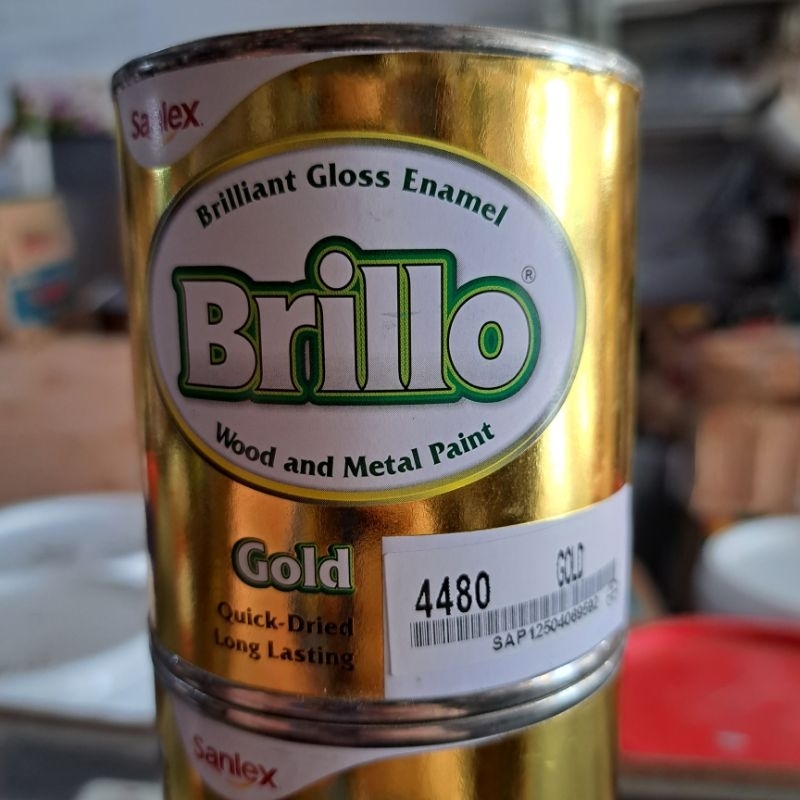 Sanlex
Brilliant Gloss Enamel
Brillo®
Wood and Metal Paint
Gold
Quick-Dried
Long Lasting
4480 GOLD
Sanlex